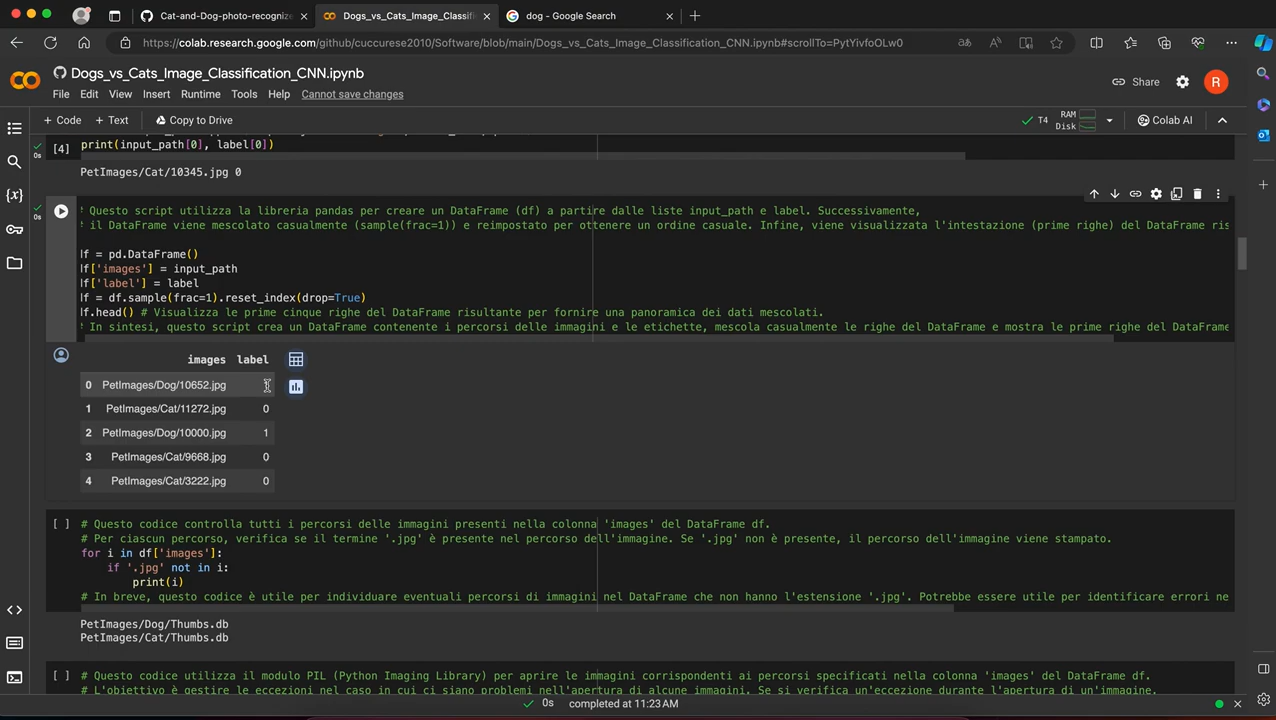 Cat-and-Dog-photo-recognize
Dogs_vs_Cats_Image_Classifi
dog - Google Search
https://colab.research.google.com/github/cuccurese2010/Software/blob/main/Dogs_vs_Cats_Image_Classification_CNN.ipynb#scrollTo=PytYivfoOLw0
Dogs_vs_Cats_Image_Classification_CNN.ipynb
Share
R
File Edit View Insert Runtime Tools Help Cannot save changes
+ Code + Text Copy to Drive
T4 RAM Disk Colab AI
[4] print(input_path[0], label[0])
0s
PetImages/Cat/10345.jpg 0
0s
Questo script utilizza la libreria pandas per creare un DataFrame (df) a partire dalle liste input_path e label. Successivamente,
il DataFrame viene mescolato casualmente (sample(frac=1)) e reimpostato per ottenere un ordine casuale. Infine, viene visualizzata l'intestazione (prime righe) del DataFrame ris
f = pd.DataFrame()
f['images'] = input_path
f['label'] = label
f = df.sample(frac=1).reset_index(drop=True)
f.head() # Visualizza le prime cinque righe del DataFrame risultante per fornire una panoramica dei dati mescolati.
In sintesi, questo script crea un DataFrame contenente i percorsi delle immagini e le etichette, mescola casualmente le righe del DataFrame e mostra le prime righe del DataFrame
images label
0 PetImages/Dog/10652.jpg
1 PetImages/Cat/11272.jpg 0
2 PetImages/Dog/10000.jpg 1
3 PetImages/Cat/9668.jpg 0
4 PetImages/Cat/3222.jpg 0
[ ] # Questo codice controlla tutti i percorsi delle immagini presenti nella colonna 'images' del DataFrame df.
# Per ciascun percorso, verifica se il termine '.jpg' è presente nel percorso dell'immagine. Se '.jpg' non è presente, il percorso dell'immagine viene stampato.
for i in df['images']:
if '.jpg' not in i:
print(i)
# In breve, questo codice è utile per individuare eventuali percorsi di immagini nel DataFrame che non hanno l'estensione '.jpg'. Potrebbe essere utile per identificare errori ne
PetImages/Dog/Thumbs.db
PetImages/Cat/Thumbs.db
[ ] # Questo codice utilizza il modulo PIL (Python Imaging Library) per aprire le immagini corrispondenti ai percorsi specificati nella colonna 'images' del DataFrame df.
# L'obiettivo è gestire le eccezioni nel caso in cui ci siano problemi nell'apertura di alcune immagini. Se si verifica un'eccezione durante l'apertura di un'immagine.
0s completed at 11:23 AM